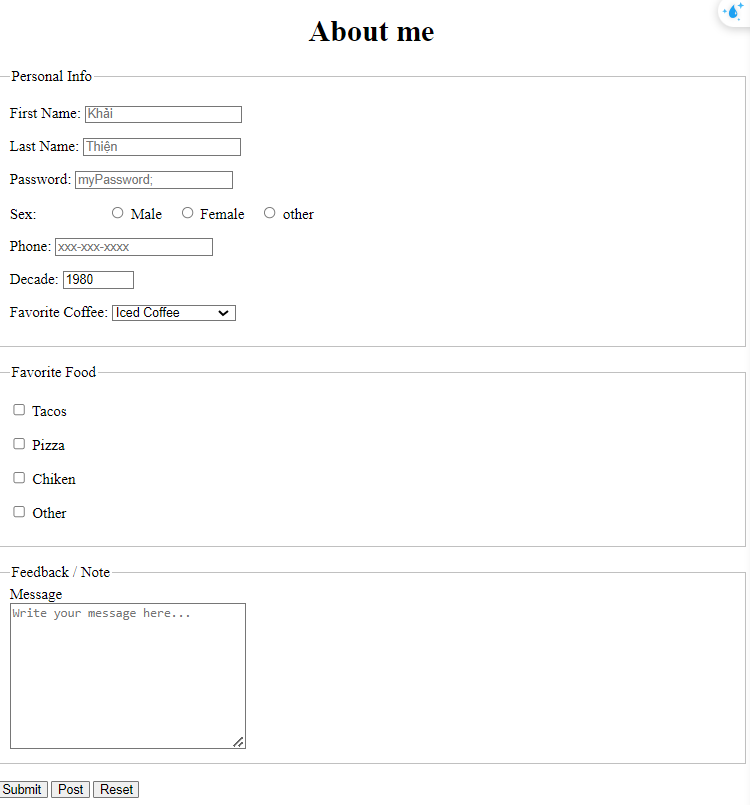 About me
Personal Info
First Name: Khải
Last Name: Thiện
Password: myPassword;
Sex: Male Female other
Phone: xxx-xxx-xxxx
Decade: 1980
Favorite Coffee: Iced Coffee
Favorite Food
Tacos
Pizza
Chiken
Other
Feedback / Note
Message
Write your message here...
Submit Post Reset